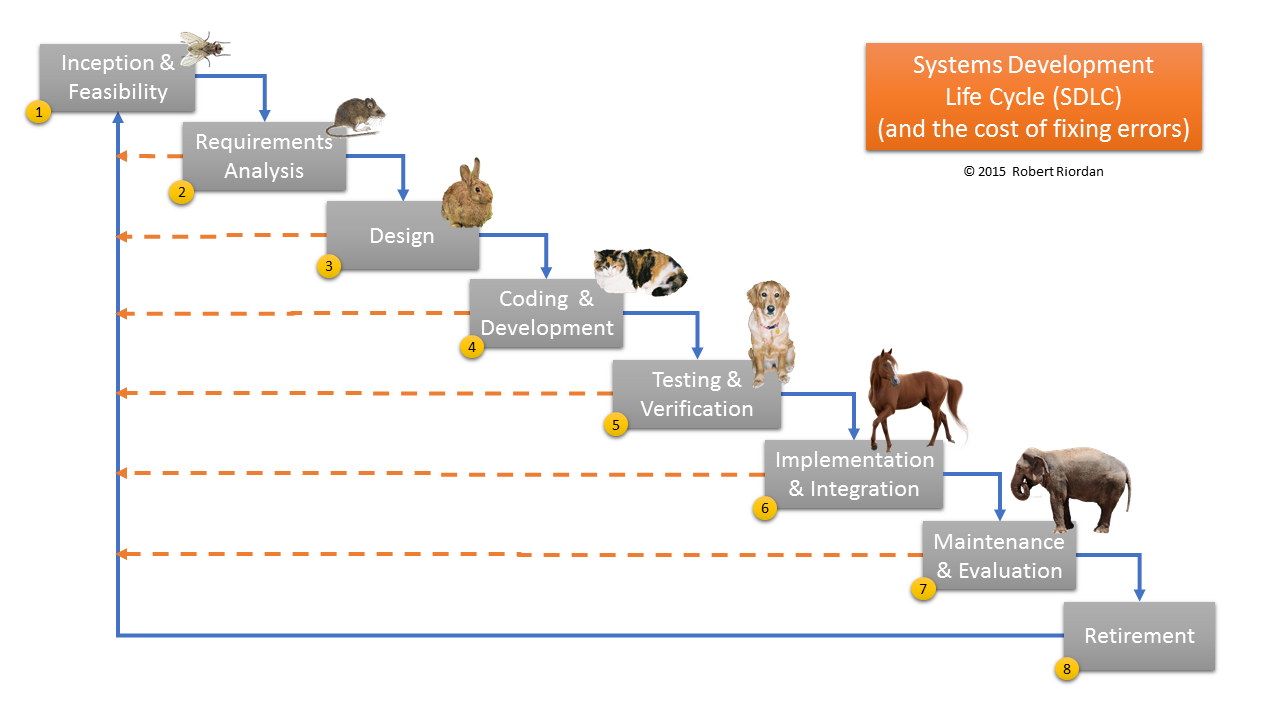 Inception &
Feasibility
1
Systems Development
Life Cycle (SDLC)
(and the cost of fixing errors)
© 2015 Robert Riordan
Requirements
Analysis
2
Design
3
Coding &
Development
4
Testing &
Verification
5
Implementation
& Integration
6
Maintenance
& Evaluation
7
Retirement
8